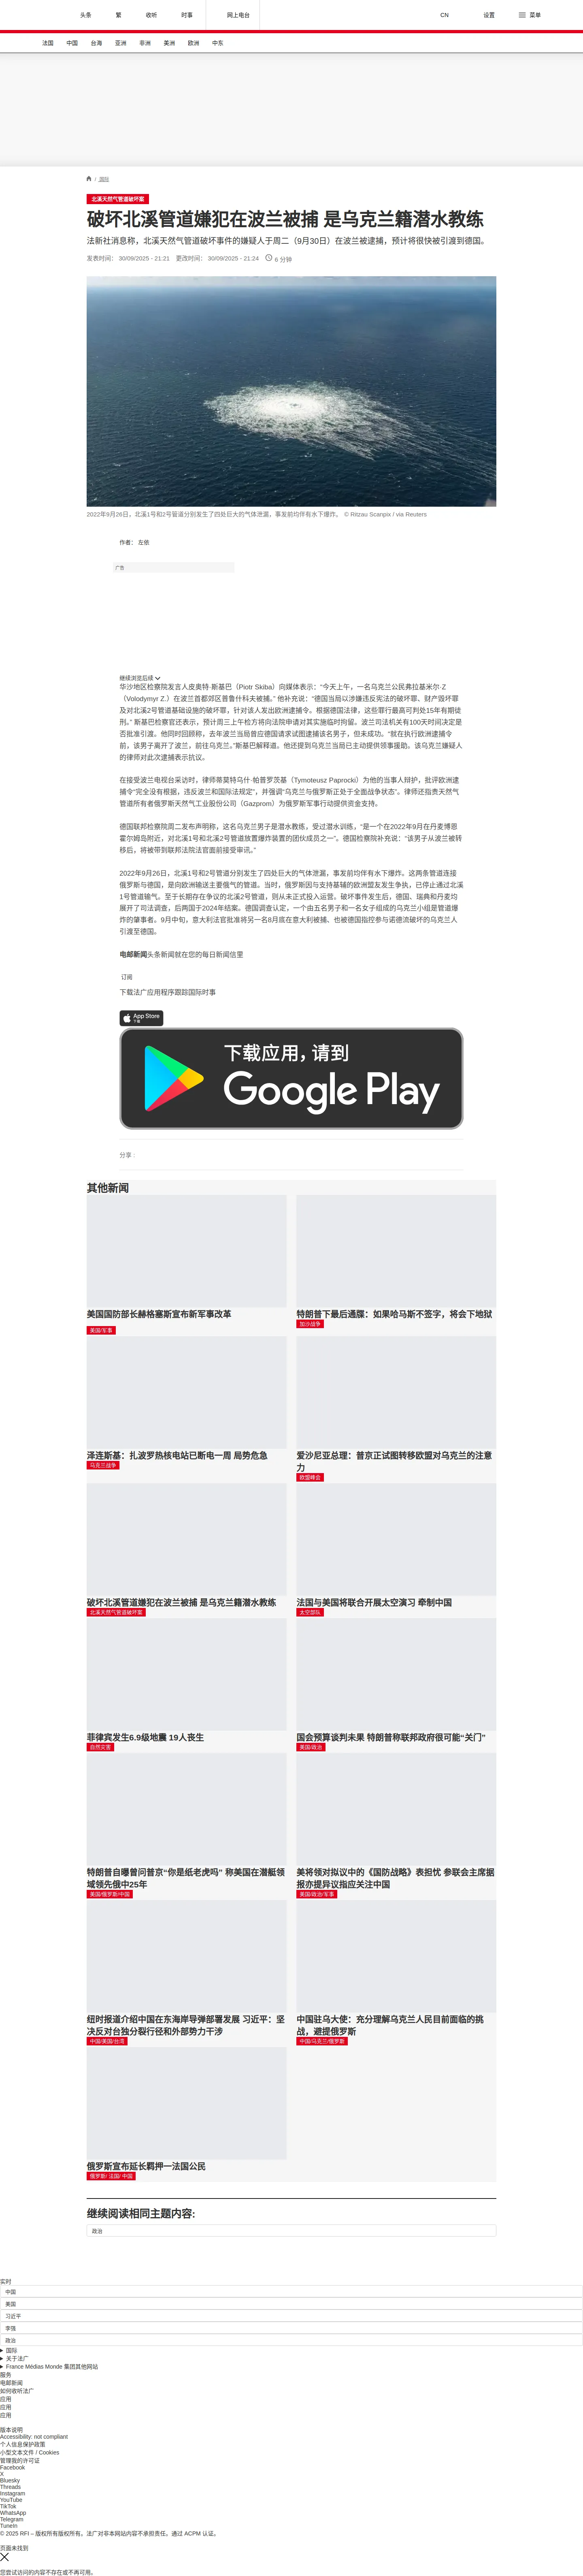 头条
繁
收听
时事
网上电台
CN
设置
菜单
法国
中国
台海
亚洲
非洲
美洲
欧洲
中东
/ 国际
北溪天然气管道破坏案
破坏北溪管道嫌犯在波兰被捕 是乌克兰籍潜水教练
法新社消息称，北溪天然气管道破坏事件的嫌疑人于周二（9月30日）在波兰被逮捕，预计将很快被引渡到德国。
发表时间： 30/09/2025 - 21:21 更改时间： 30/09/2025 - 21:24 6 分钟
2022年9月26日，北溪1号和2号管道分别发生了四处巨大的气体泄漏，事发前均伴有水下爆炸。 © Ritzau Scanpix / via Reuters
作者： 左依
广告
继续浏览后续
华沙地区检察院发言人皮奥特·斯基巴（Piotr Skiba）向媒体表示：“今天上午，一名乌克兰公民弗拉基米尔·Z
（Volodymyr Z.）在波兰首都郊区普鲁什科夫被捕。” 他补充说：“德国当局以涉嫌违反宪法的破坏罪、财产毁坏罪
及对北溪2号管道基础设施的破坏罪，针对该人发出欧洲逮捕令。根据德国法律，这些罪行最高可判处15年有期徒
刑。” 斯基巴检察官还表示，预计周三上午检方将向法院申请对其实施临时拘留。波兰司法机关有100天时间决定是
否批准引渡。他同时回顾称，去年波兰当局曾应德国请求试图逮捕该名男子，但未成功。“就在执行欧洲逮捕令
前，该男子离开了波兰，前往乌克兰。”斯基巴解释道。他还提到乌克兰当局已主动提供领事援助。该乌克兰嫌疑人
的律师对此次逮捕表示抗议。
在接受波兰电视台采访时，律师蒂莫特乌什·帕普罗茨基（Tymoteusz Paprocki）为他的当事人辩护，批评欧洲逮
捕令“完全没有根据，违反波兰和国际法规定”，并强调“乌克兰与俄罗斯正处于全面战争状态”。律师还指责天然气
管道所有者俄罗斯天然气工业股份公司（Gazprom）为俄罗斯军事行动提供资金支持。
德国联邦检察院周二发布声明称，这名乌克兰男子是潜水教练，受过潜水训练，“是一个在2022年9月在丹麦博恩
霍尔姆岛附近，对北溪1号和北溪2号管道放置爆炸装置的团伙成员之一”。德国检察院补充说：“该男子从波兰被转
移后，将被带到联邦法院法官面前接受审讯。”
2022年9月26日，北溪1号和2号管道分别发生了四处巨大的气体泄漏，事发前均伴有水下爆炸。这两条管道连接
俄罗斯与德国，是向欧洲输送主要俄气的管道。当时，俄罗斯因与支持基辅的欧洲盟友发生争执，已停止通过北溪
1号管道输气。至于长期存在争议的北溪2号管道，则从未正式投入运营。破坏事件发生后，德国、瑞典和丹麦均
展开了司法调查，后两国于2024年结案。德国调查认定，一个由五名男子和一名女子组成的乌克兰小组是管道爆
炸的肇事者。9月中旬，意大利法官批准将另一名8月底在意大利被捕、也被德国指控参与诺德流破坏的乌克兰人
引渡至德国。
电邮新闻头条新闻就在您的每日新闻信里
订阅
下载法广应用程序跟踪国际时事
App Store
下载
下载应用，请到
Google Play
分享 :
其他新闻
美国国防部长赫格塞斯宣布新军事改革
美国/军事
特朗普下最后通牒：如果哈马斯不签字，将会下地狱
加沙战争
泽连斯基：扎波罗热核电站已断电一周 局势危急
乌克兰战争
爱沙尼亚总理：普京正试图转移欧盟对乌克兰的注意
力
欧盟峰会
破坏北溪管道嫌犯在波兰被捕 是乌克兰籍潜水教练
北溪天然气管道破坏案
法国与美国将联合开展太空演习 牵制中国
太空部队
菲律宾发生6.9级地震 19人丧生
自然灾害
国会预算谈判未果 特朗普称联邦政府很可能“关门”
美国/政治
特朗普自曝曾问普京“你是纸老虎吗” 称美国在潜艇领
域领先俄中25年
美国/俄罗斯/中国
美将领对拟议中的《国防战略》表担忧 参联会主席据
报亦提异议指应关注中国
美国/政治/军事
纽时报道介绍中国在东海岸导弹部署发展 习近平：坚
决反对台独分裂行径和外部势力干涉
中国/美国/台湾
中国驻乌大使：充分理解乌克兰人民目前面临的挑
战，避提俄罗斯
中国/乌克兰/俄罗斯
俄罗斯宣布延长羁押一法国公民
俄罗斯/ 法国/ 中国
继续阅读相同主题内容:
政治
实时
中国
美国
习近平
李强
政治
国际
关于法广
France Médias Monde 集团其他网站
服务
电邮新闻
如何收听法广
应用
应用
应用
版本说明
Accessibility: not compliant
个人信息保护政策
小型文本文件 / Cookies
管理我的许可证
Facebook
X
Bluesky
Threads
Instagram
YouTube
TikTok
WhatsApp
Telegram
TuneIn
© 2025 RFI – 版权所有版权所有。法广对非本网站内容不承担责任。通过 ACPM 认证。
页面未找到
您尝试访问的内容不存在或不再可用。